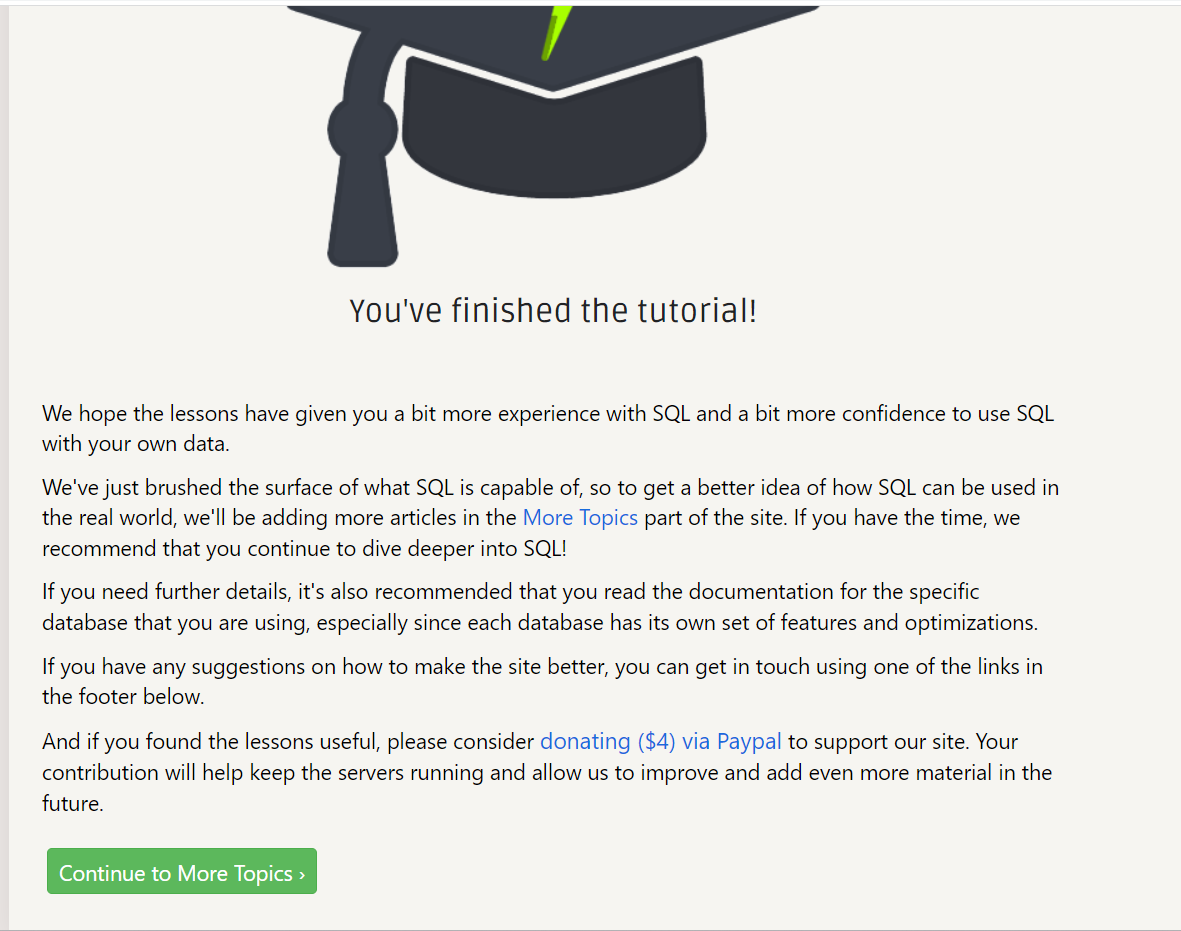 You've finished the tutorial!
We hope the lessons have given you a bit more experience with SQL and a bit more confidence to use SQL
with your own data.
We've just brushed the surface of what SQL is capable of, so to get a better idea of how SQL can be used in
the real world, we'll be adding more articles in the More Topics part of the site. If you have the time, we
recommend that you continue to dive deeper into SQL!
If you need further details, it's also recommended that you read the documentation for the specific
database that you are using, especially since each database has its own set of features and optimizations.
If you have any suggestions on how to make the site better, you can get in touch using one of the links in
the footer below.
And if you found the lessons useful, please consider donating ($4) via Paypal to support our site. Your
contribution will help keep the servers running and allow us to improve and add even more material in the
future.
Continue to More Topics ›